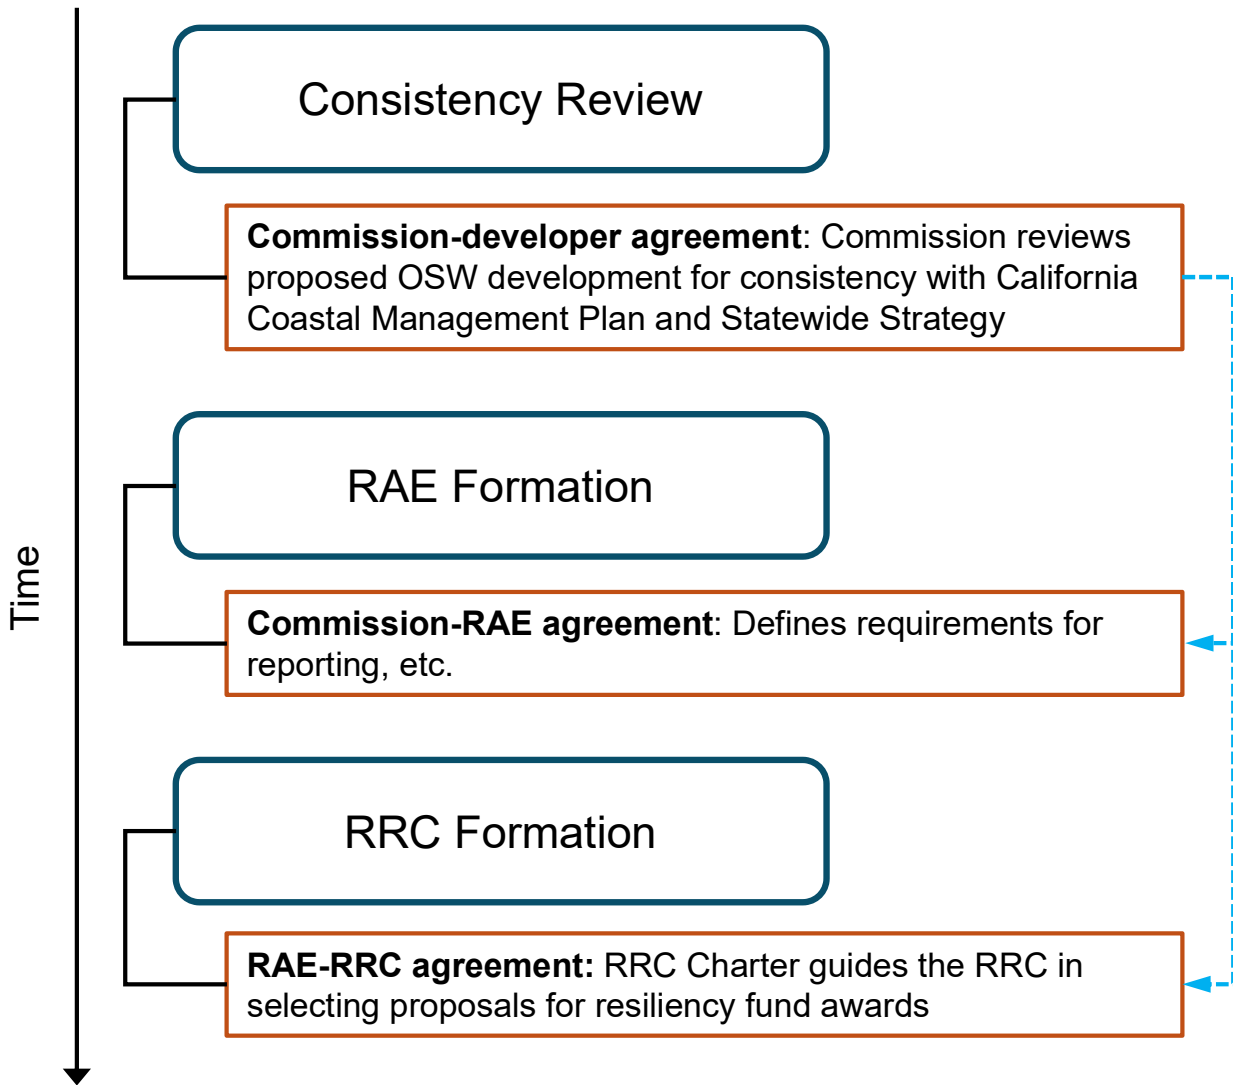 Consistency Review
Commission-developer agreement: Commission reviews
proposed OSW development for consistency with California
Coastal Management Plan and Statewide Strategy
RAE Formation
Time
Commission-RAE agreement: Defines requirements for
reporting, etc.
RRC Formation
RAE-RRC agreement: RRC Charter guides the RRC in
selecting proposals for resiliency fund awards